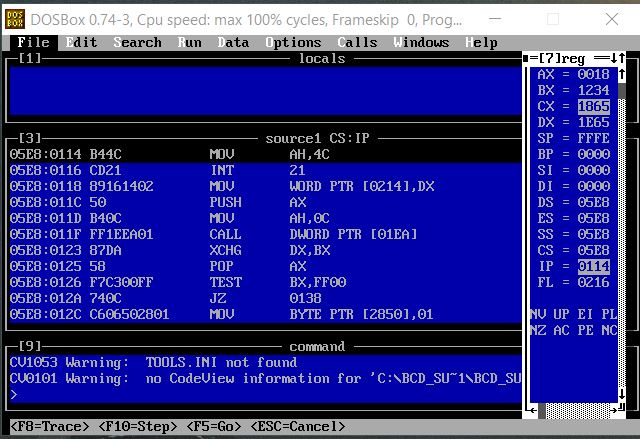 DOSBox 0.74-3, Cpu speed: max 100% cycles, Frameskip 0, Prog...
File Edit Search Run Data Options Calls Windows Help
[1] locals
[3] source1 CS:IP
05E8:0114 B44C MOV AH,4C
05E8:0116 CD21 INT 21
05E8:0118 89161402 MOV WORD PTR [0214],DX
05E8:011C 50 PUSH AX
05E8:011D B40C MOV AH,0C
05E8:011F FF1EEA01 CALL DWORD PTR [01EA]
05E8:0123 87DA XCHG DX,BX
05E8:0125 58 POP AX
05E8:0126 F7C300FF TEST BX,FF00
05E8:012A 740C JZ 0138
05E8:012C C606502801 MOV BYTE PTR [2850],01
[9] command
CV1053 Warning: TOOLS.INI not found
CV0101 Warning: no CodeView information for 'C:\BCD_SU~1\BCD_SU
>
[7]reg
AX = 0018
BX = 1234
CX = 1865
DX = 1E65
SP = FFFE
BP = 0000
SI = 0000
DI = 0000
DS = 05E8
ES = 05E8
SS = 05E8
CS = 05E8
IP = 0114
FL = 0216
NV UP EI PL
NZ AC PE NC
<F8=Trace> <F10=Step> <F5=Go> <ESC=Cancel>